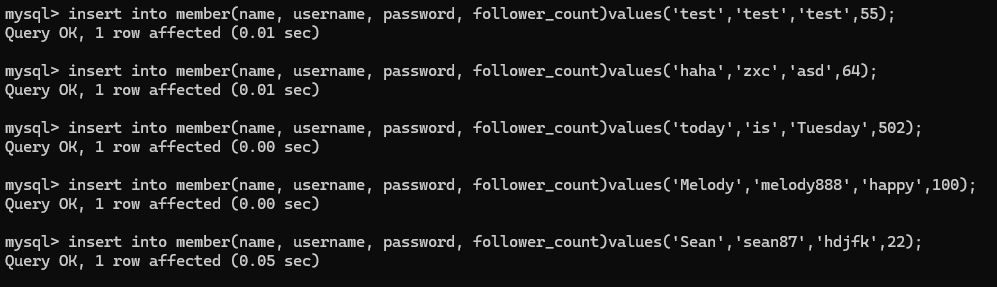 mysql> insert into member(name, username, password, follower_count)values('test','test','test',55);
Query OK, 1 row affected (0.01 sec)
mysql> insert into member(name, username, password, follower_count)values('haha','zxc','asd',64);
Query OK, 1 row affected (0.01 sec)
mysql> insert into member(name, username, password, follower_count)values('today','is','Tuesday',502);
Query OK, 1 row affected (0.00 sec)
mysql> insert into member(name, username, password, follower_count)values('Melody','melody888','happy',100);
Query OK, 1 row affected (0.00 sec)
mysql> insert into member(name, username, password, follower_count)values('Sean','sean87','hdjfk',22);
Query OK, 1 row affected (0.05 sec)